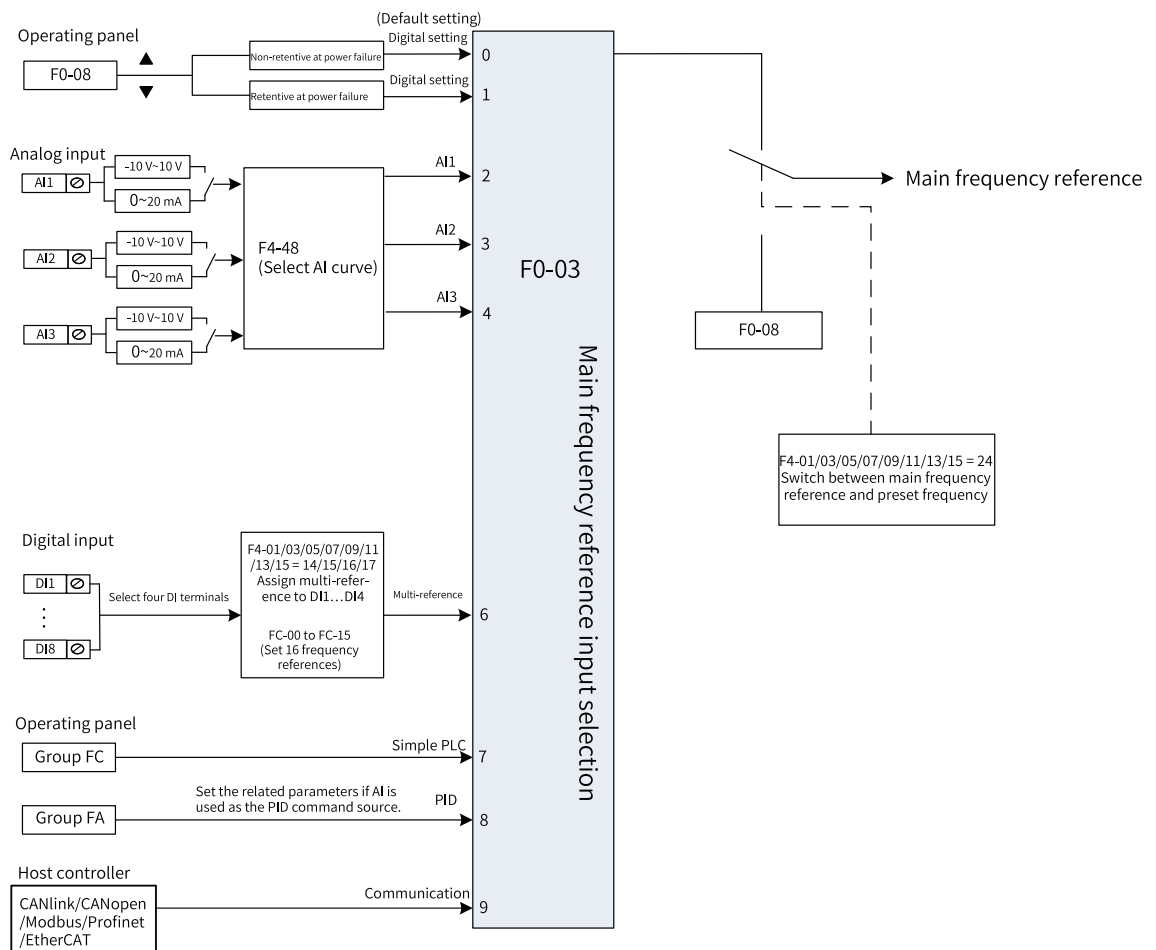 (Default setting)
Operating panel
Digital setting
F0-08
Non-retentive at power failure
0
Digital setting
Retentive at power failure
1
Analog input
AI1
-10 V~10 V
0~20 mA
AI1
2
AI2
-10 V~10 V
0~20 mA
AI2
3
AI3
-10 V~10 V
0~20 mA
AI3
4
F4-48
(Select AI curve)
F0-03
Main frequency reference input selection
Main frequency reference
F0-08
F4-01/03/05/07/09/11/13/15 = 24
Switch between main frequency
reference and preset frequency
Digital input
DI1
⋮
DI8
Select four DI terminals
F4-01/03/05/07/09/11
/13/15 = 14/15/16/17
Assign multi-refer-
ence to DI1...DI4
FC-00 to FC-15
(Set 16 frequency
references)
Multi-reference
6
Operating panel
Group FC
Simple PLC
7
Group FA
Set the related parameters if AI is
used as the PID command source.
PID
8
Host controller
CANlink/CANopen
/Modbus/Profinet
/EtherCAT
Communication
9